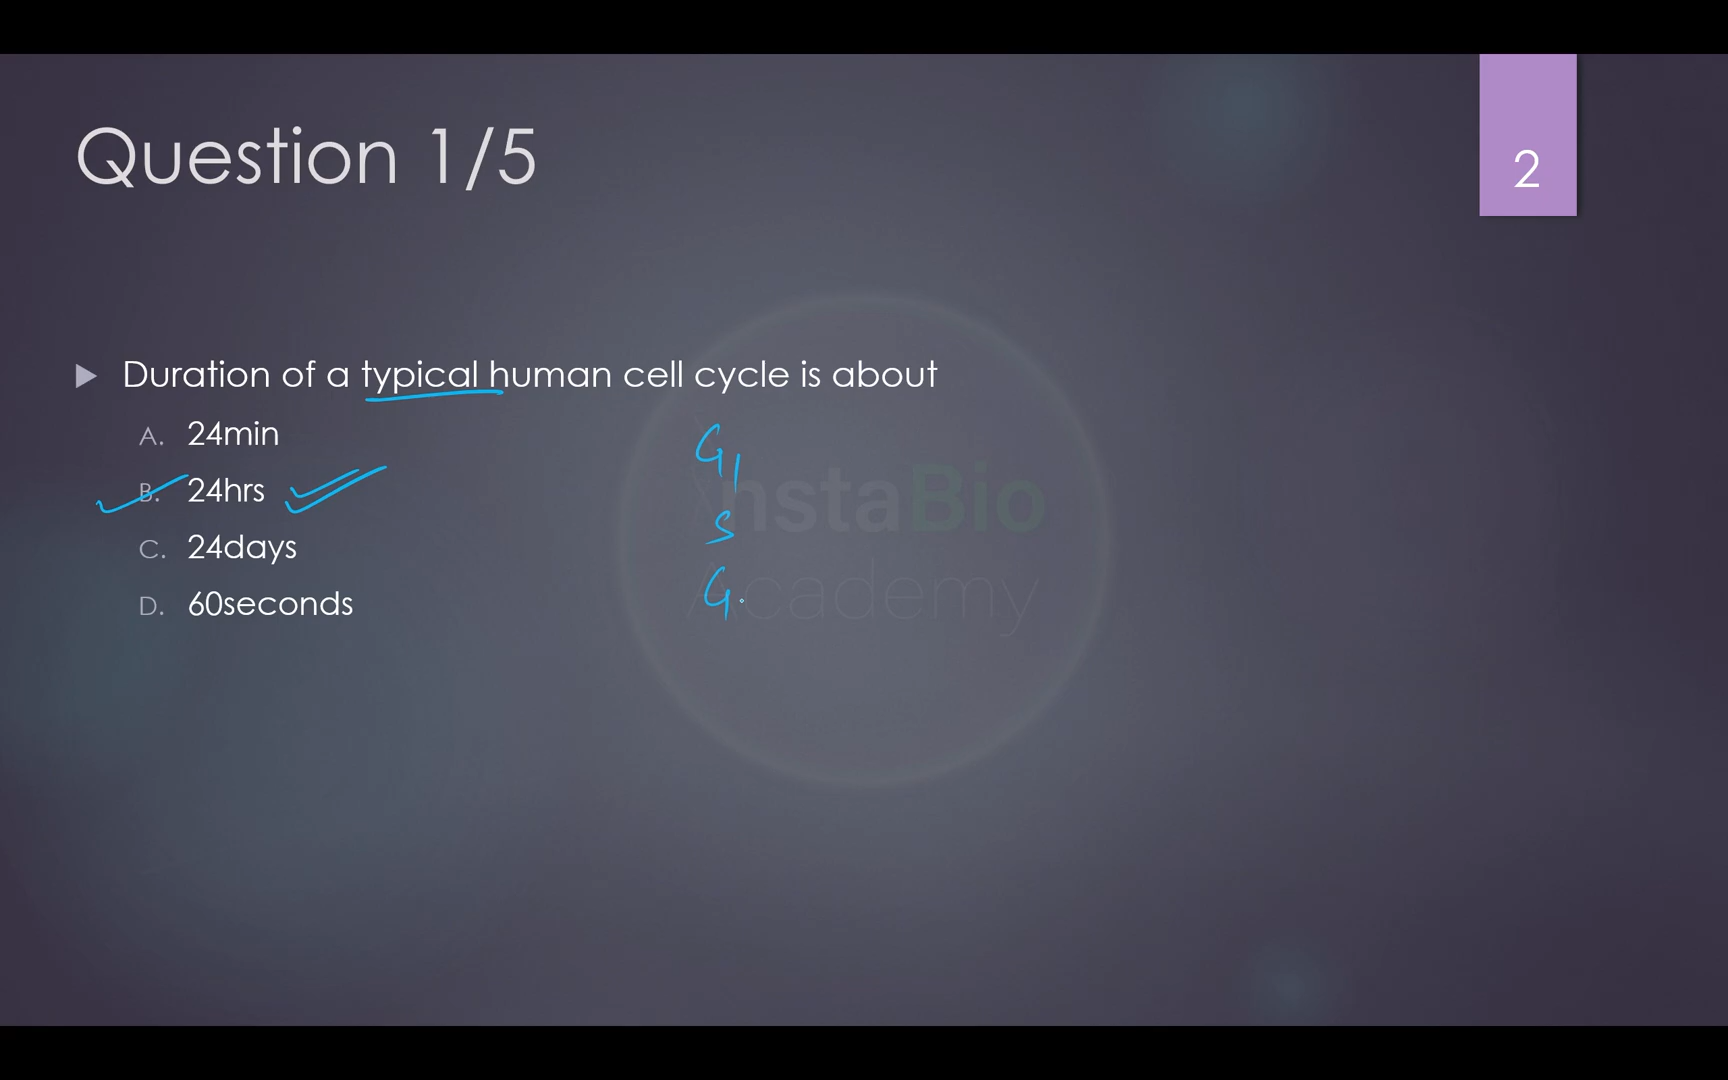 Question 1/5
2
Duration of a typical human cell cycle is about
A. 24min
B. 24hrs
C. 24days
D. 60seconds
G1
S
G
InstaBio
Academy